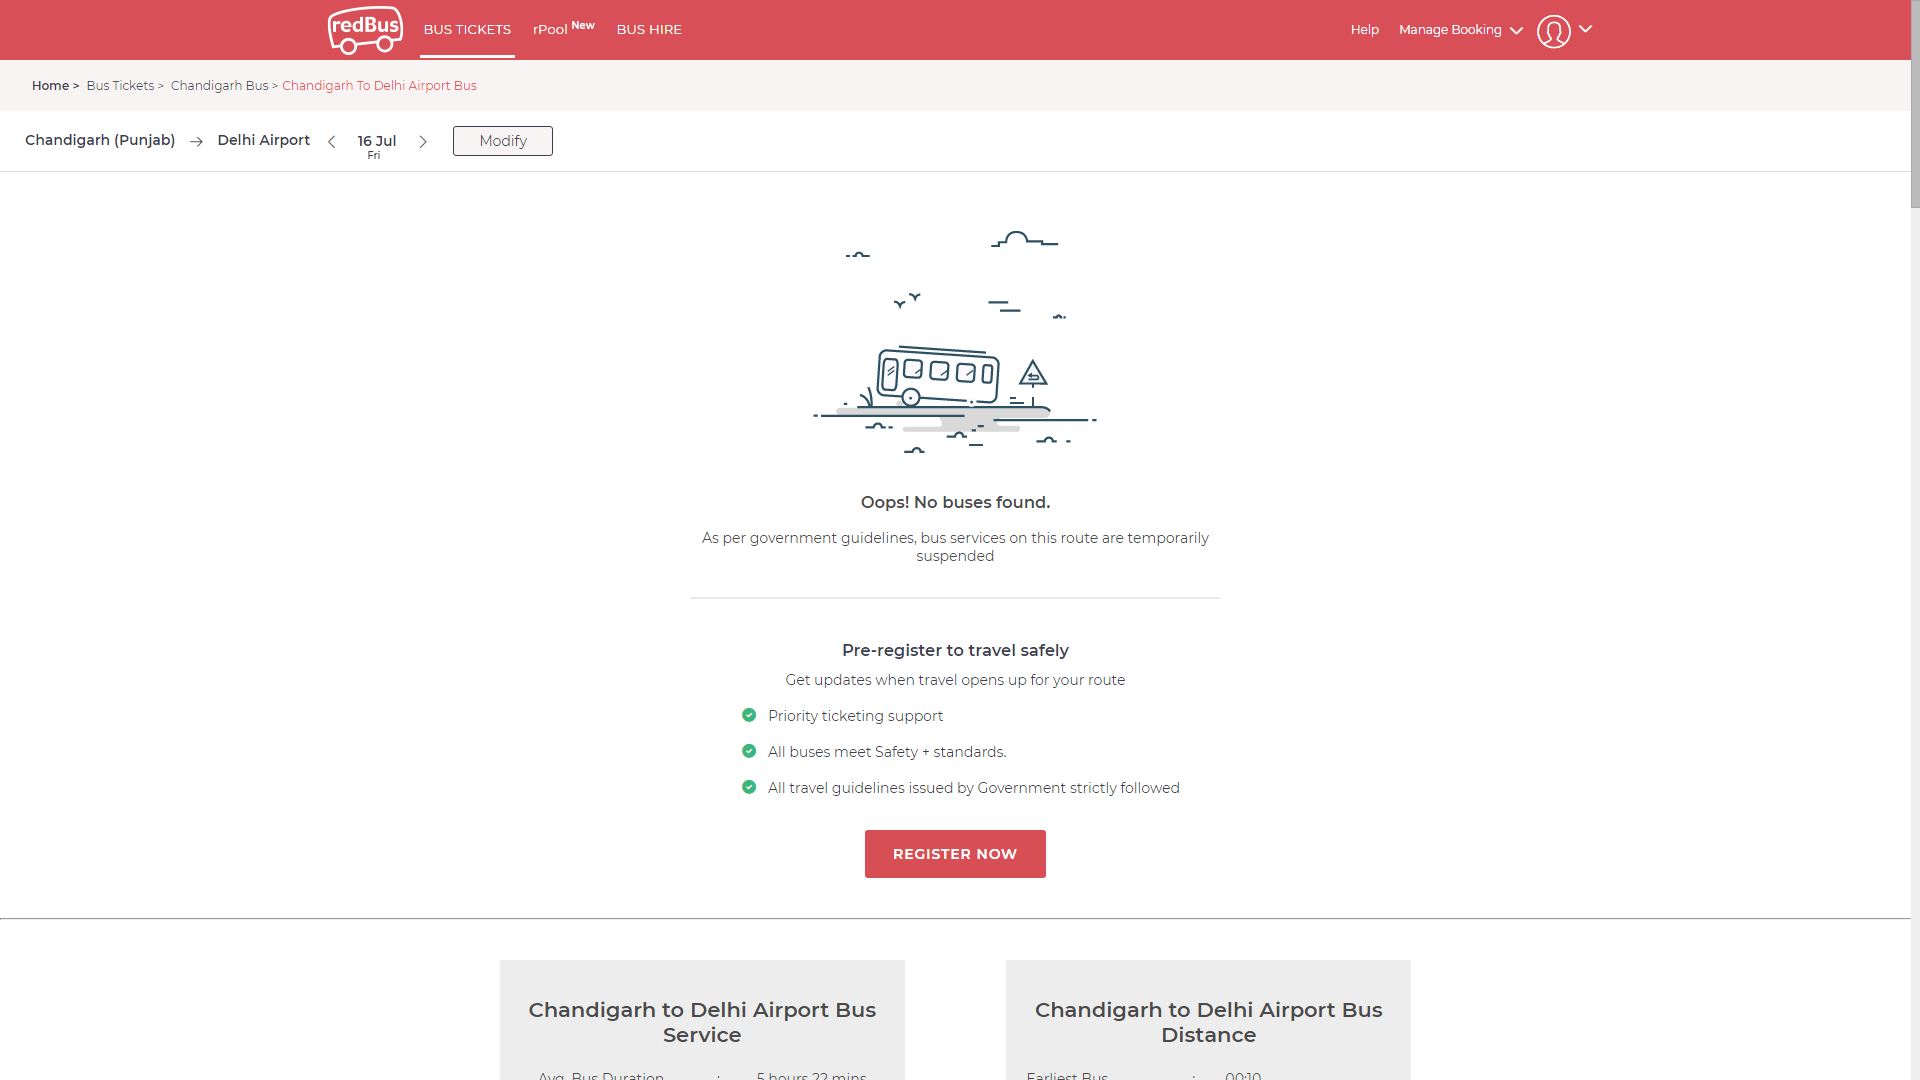 redBus
BUS TICKETS
rPool New
BUS HIRE
Help
Manage Booking
Home > Bus Tickets > Chandigarh Bus > Chandigarh To Delhi Airport Bus
Chandigarh (Punjab) → Delhi Airport < 16 Jul >
Fri
Modify
Oops! No buses found.
As per government guidelines, bus services on this route are temporarily
suspended
Pre-register to travel safely
Get updates when travel opens up for your route
Priority ticketing support
All buses meet Safety + standards.
All travel guidelines issued by Government strictly followed
REGISTER NOW
Chandigarh to Delhi Airport Bus
Service
Avg. Bus Duration : 5 hours 22 mins
Chandigarh to Delhi Airport Bus
Distance
Earliest Bus : 00:10